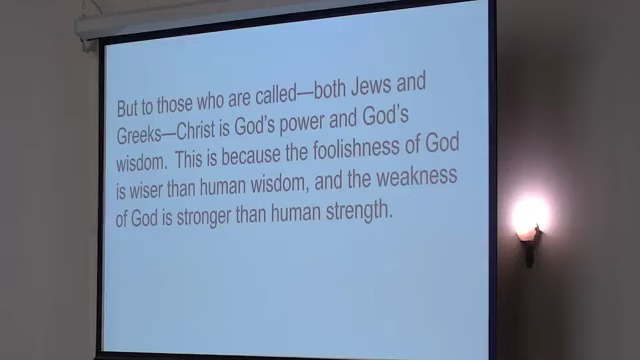 But to those who are called—both Jews and
Greeks—Christ is God's power and God's
wisdom.  This is because the foolishness of God
is wiser than human wisdom, and the weakness
of God is stronger than human strength.